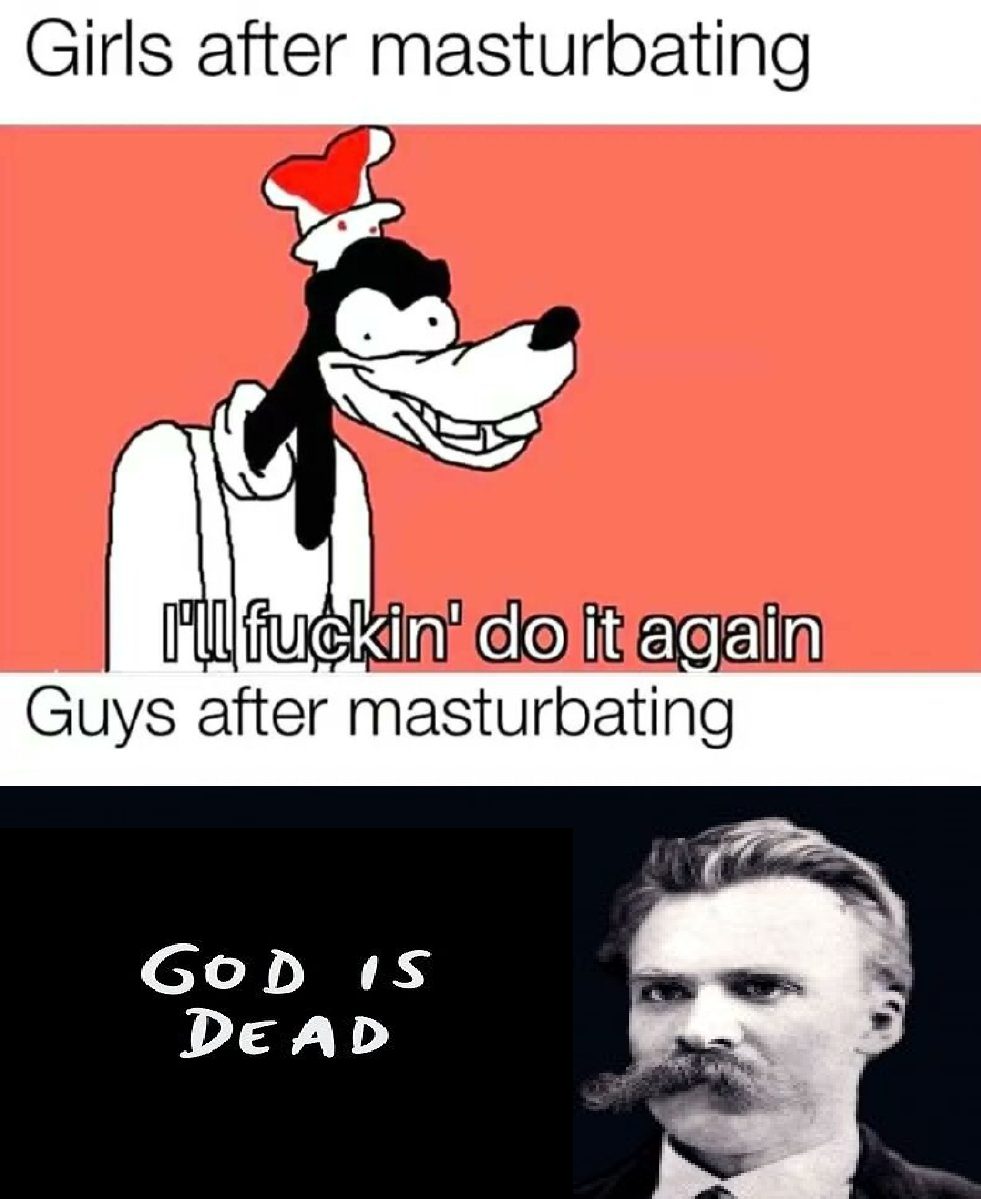 Girls after masturbating
I'll fuckin' do it again
Guys after masturbating
GOD IS
DEAD